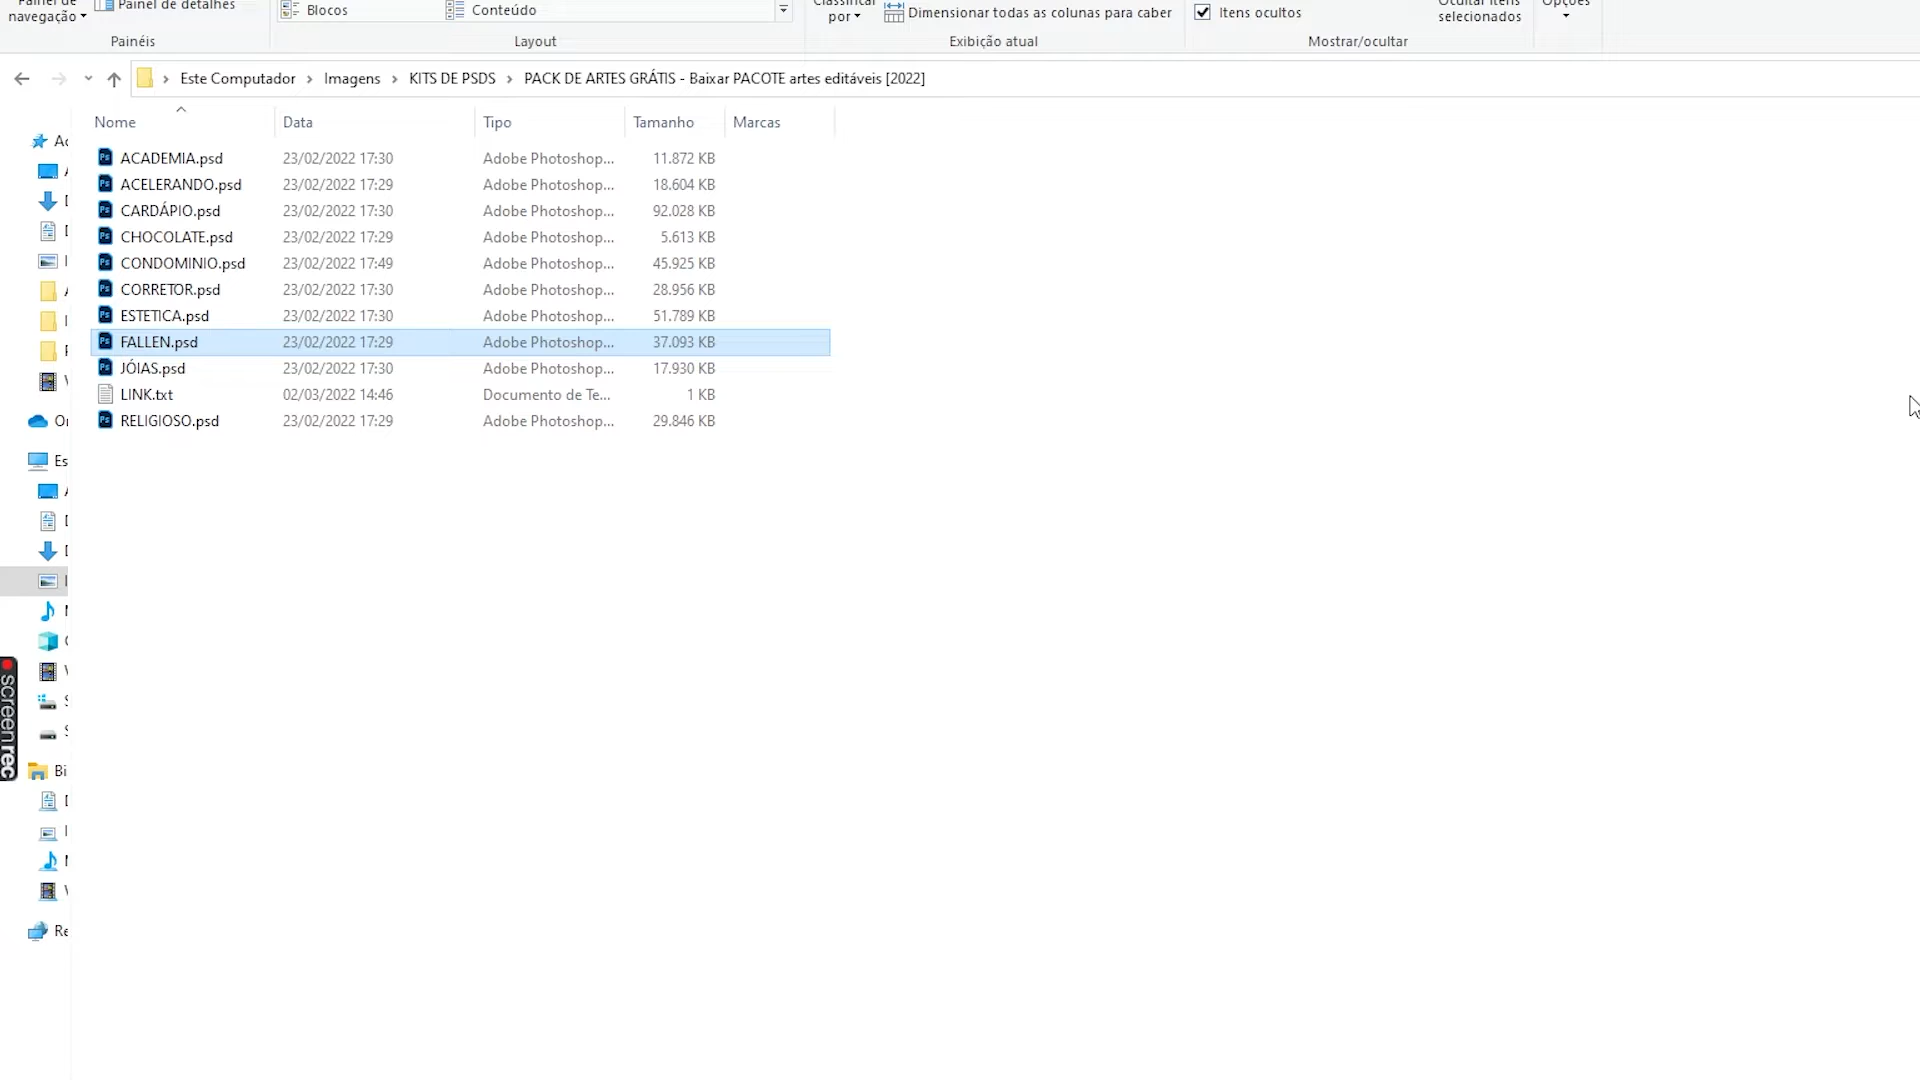 Painel de
navegação
Painel de detalhes
Painéis
Blocos
Conteúdo
Layout
Classificar
por
Dimensionar todas as colunas para caber
Exibição atual
Itens ocultos
Ocultar itens
selecionados
Mostrar/ocultar
Opções
Este Computador > Imagens > KITS DE PSDS > PACK DE ARTES GRÁTIS - Baixar PACOTE artes editáveis [2022]
Nome Data Tipo Tamanho Marcas
ACADEMIA.psd 23/02/2022 17:30 Adobe Photoshop... 11.872 KB
ACELERANDO.psd 23/02/2022 17:29 Adobe Photoshop... 18.604 KB
CARDÁPIO.psd 23/02/2022 17:30 Adobe Photoshop... 92.028 KB
CHOCOLATE.psd 23/02/2022 17:29 Adobe Photoshop... 5.613 KB
CONDOMINIO.psd 23/02/2022 17:49 Adobe Photoshop... 45.925 KB
CORRETOR.psd 23/02/2022 17:30 Adobe Photoshop... 28.956 KB
ESTETICA.psd 23/02/2022 17:30 Adobe Photoshop... 51.789 KB
FALLEN.psd 23/02/2022 17:29 Adobe Photoshop... 37.093 KB
JÓIAS.psd 23/02/2022 17:30 Adobe Photoshop... 17.930 KB
LINK.txt 02/03/2022 14:46 Documento de Te... 1 KB
RELIGIOSO.psd 23/02/2022 17:29 Adobe Photoshop... 29.846 KB
Es
Bi
Re
screenrec